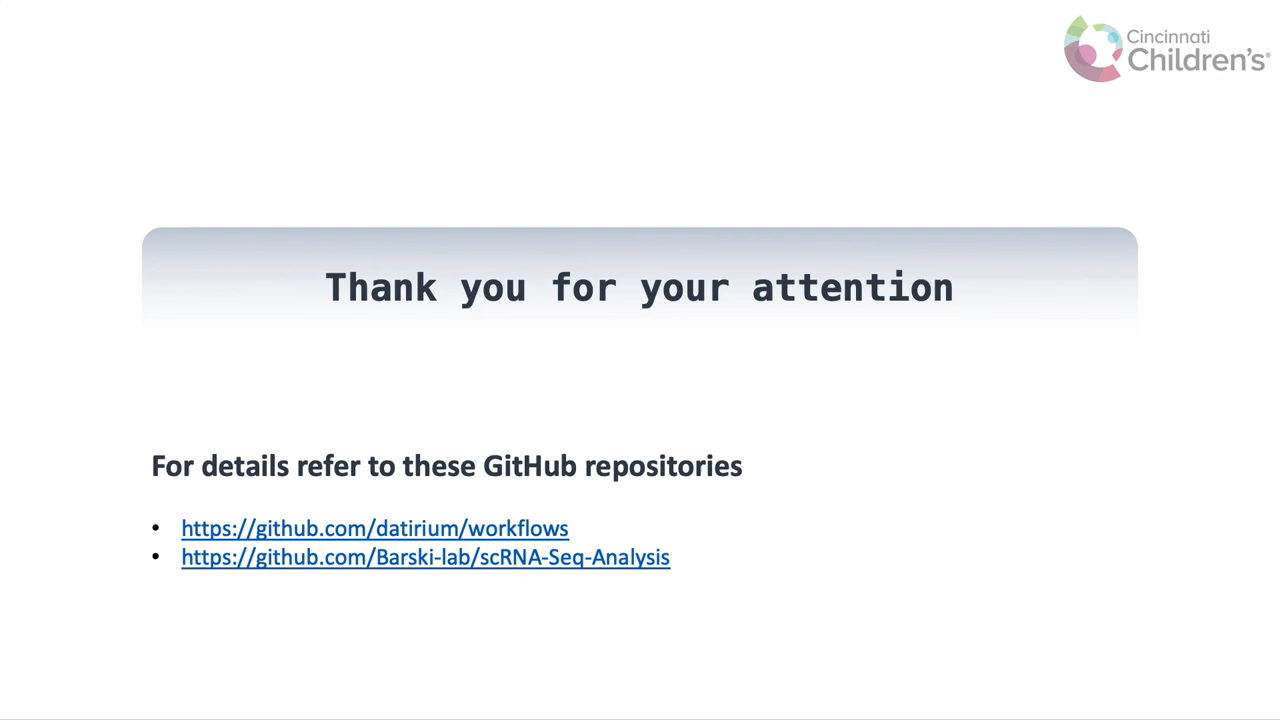 Cincinnati
Children's®
Thank you for your attention
For details refer to these GitHub repositories
• https://github.com/datirium/workflows
• https://github.com/Barski-lab/scRNA-Seq-Analysis